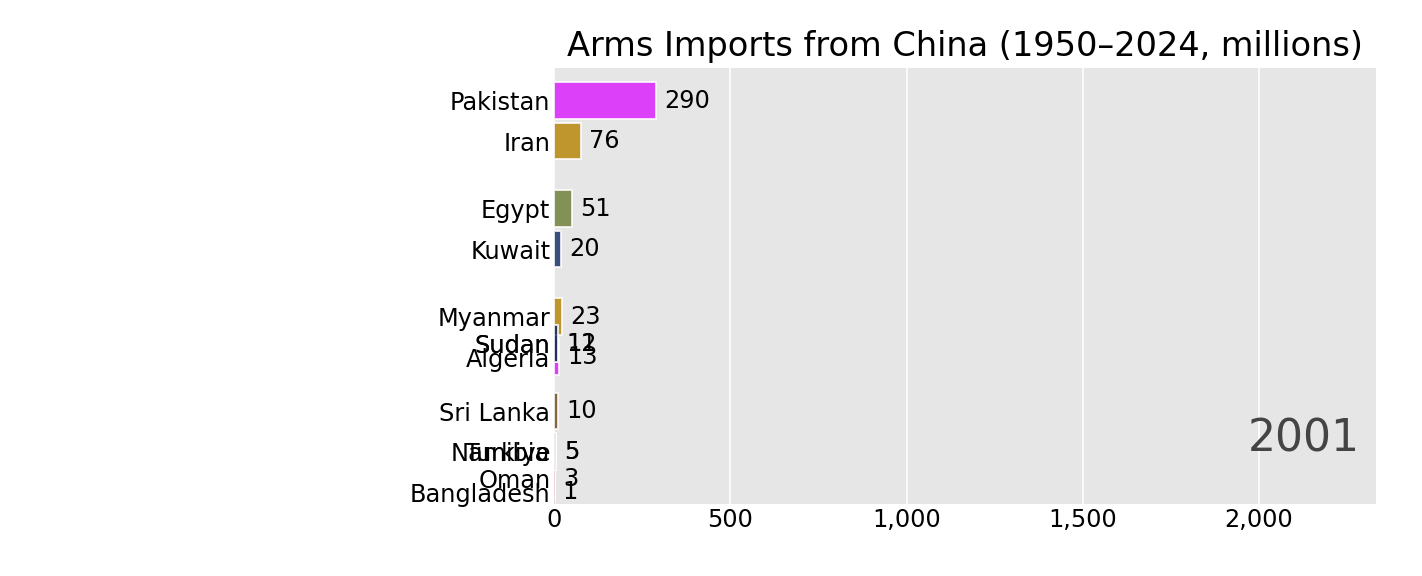 Arms Imports from China (1950–2024, millions)
Pakistan 290
Iran 76
Egypt 51
Kuwait 20
Myanmar 23
Sudan
Algeria 13
Sri Lanka 10
5
Oman 3
Bangladesh 1
2001
0 500 1,000 1,500 2,000